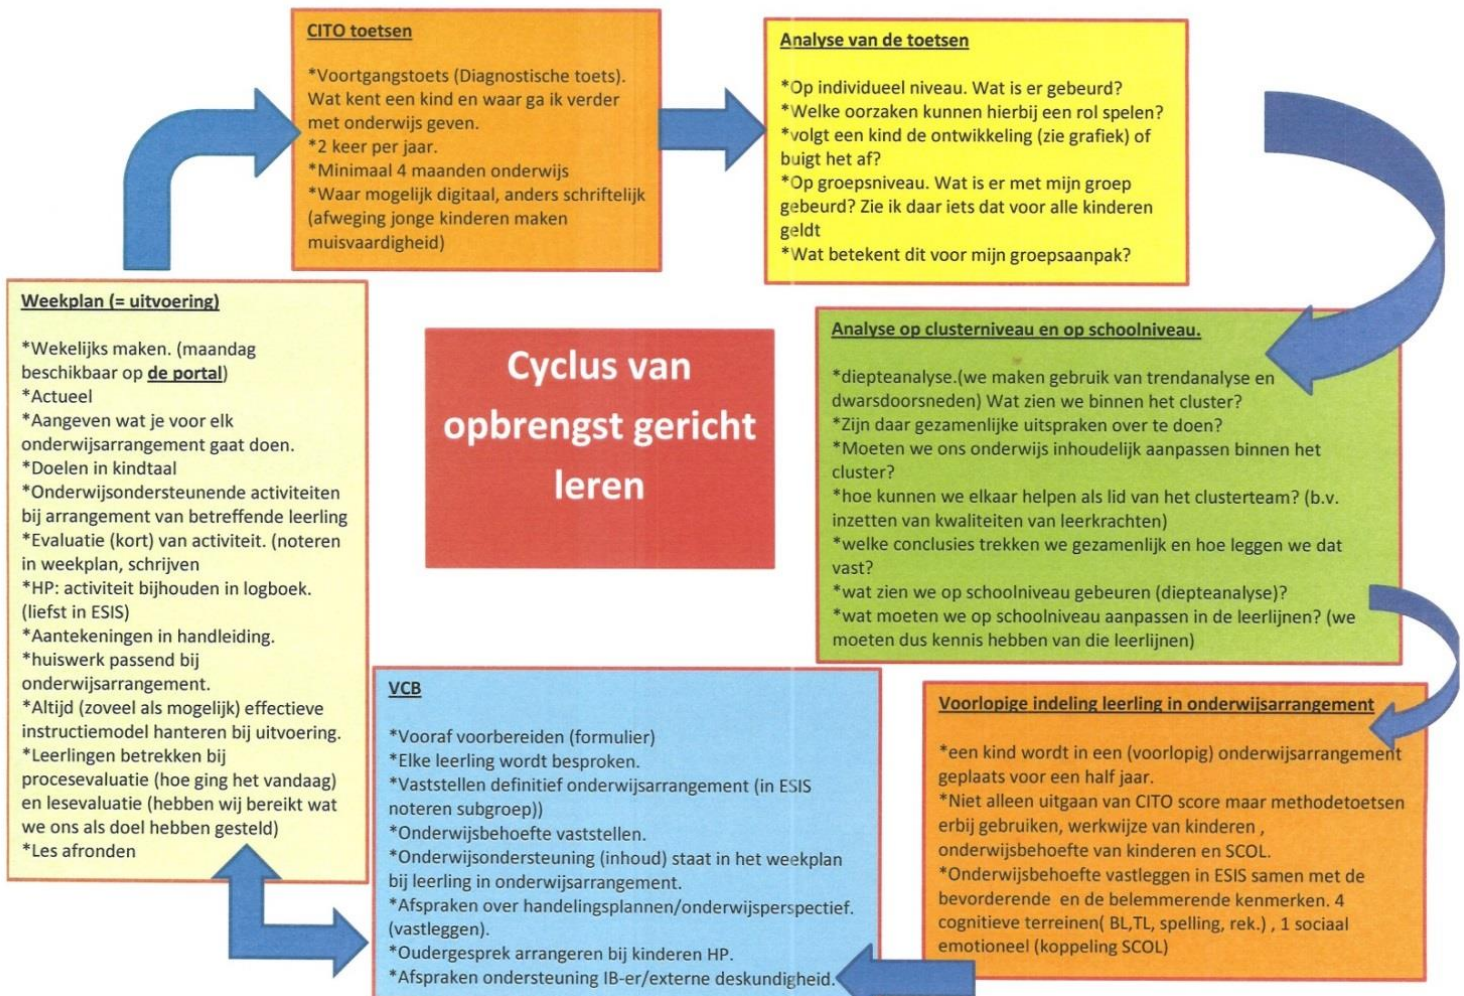 CITO toetsen
*Voortgangstoets (Diagnostische toets).
Wat kent een kind en waar ga ik verder
met onderwijs geven.
*2 keer per jaar.
*Minimaal 4 maanden onderwijs
*Waar mogelijk digitaal, anders schriftelijk
(afweging jonge kinderen maken
muisvaardigheid)
Analyse van de toetsen
*Op individueel niveau. Wat is er gebeurd?
*Welke oorzaken kunnen hierbij een rol spelen?
*volgt een kind de ontwikkeling (zie grafiek) of
buigt het af?
*Op groepsniveau. Wat is er met mijn groep
gebeurd? Zie ik daar iets dat voor alle kinderen
geldt
*Wat betekent dit voor mijn groepsaanpak?
Weekplan (= uitvoering)
*Wekelijks maken. (maandag
beschikbaar op de portal)
*Actueel
*Aangeven wat je voor elk
onderwijsarrangement gaat doen.
*Doelen in kindtaal
*Onderwijsondersteunende activiteiten
bij arrangement van betreffende leerling
*Evaluatie (kort) van activiteit. (noteren
in weekplan, schrijven
*HP: activiteit bijhouden in logboek.
(liefst in ESIS)
*Aantekeningen in handleiding.
*huiswerk passend bij
onderwijsarrangement.
*Altijd (zoveel als mogelijk) effectieve
instructiemodel hanteren bij uitvoering.
*Leerlingen betrekken bij
procesevaluatie (hoe ging het vandaag)
en lesevaluatie (hebben wij bereikt wat
we ons als doel hebben gesteld)
*Les afronden
Cyclus van
opbrengst gericht
leren
Analyse op clusterniveau en op schoolniveau.
*diepteanalyse.(we maken gebruik van trendanalyse en
dwarsdoorsneden) Wat zien we binnen het cluster?
*Zijn daar gezamenlijke uitspraken over te doen?
*Moeten we ons onderwijs inhoudelijk aanpassen binnen het
cluster?
*hoe kunnen we elkaar helpen als lid van het clusterteam? (b.v.
inzetten van kwaliteiten van leerkrachten)
*welke conclusies trekken we gezamenlijk en hoe leggen we dat
vast?
*wat zien we op schoolniveau gebeuren (diepteanalyse)?
*wat moeten we op schoolniveau aanpassen in de leerlijnen? (we
moeten dus kennis hebben van die leerlijnen)
VCB
*Vooraf voorbereiden (formulier)
*Elke leerling wordt besproken.
*Vaststellen definitief onderwijsarrangement (in ESIS
noteren subgroep))
*Onderwijsbehoefte vaststellen.
*Onderwijsondersteuning (inhoud) staat in het weekplan
bij leerling in onderwijsarrangement.
*Afspraken over handelingsplannen/onderwijsperspectief.
(vastleggen).
*Oudergesprek arrangeren bij kinderen HP.
*Afspraken ondersteuning IB-er/externe deskundigheid.
Voorlopige indeling leerling in onderwijsarrangement
*een kind wordt in een (voorlopig) onderwijsarrangement
geplaats voor een half jaar.
*Niet alleen uitgaan van CITO score maar methodetoetsen
erbij gebruiken, werkwijze van kinderen ,
onderwijsbehoefte van kinderen en SCOL.
*Onderwijsbehoefte vastleggen in ESIS samen met de
bevorderende  en de belemmerende kenmerken. 4
cognitieve terreinen( BL,TL, spelling, rek.) , 1 sociaal
emotioneel (koppeling SCOL)